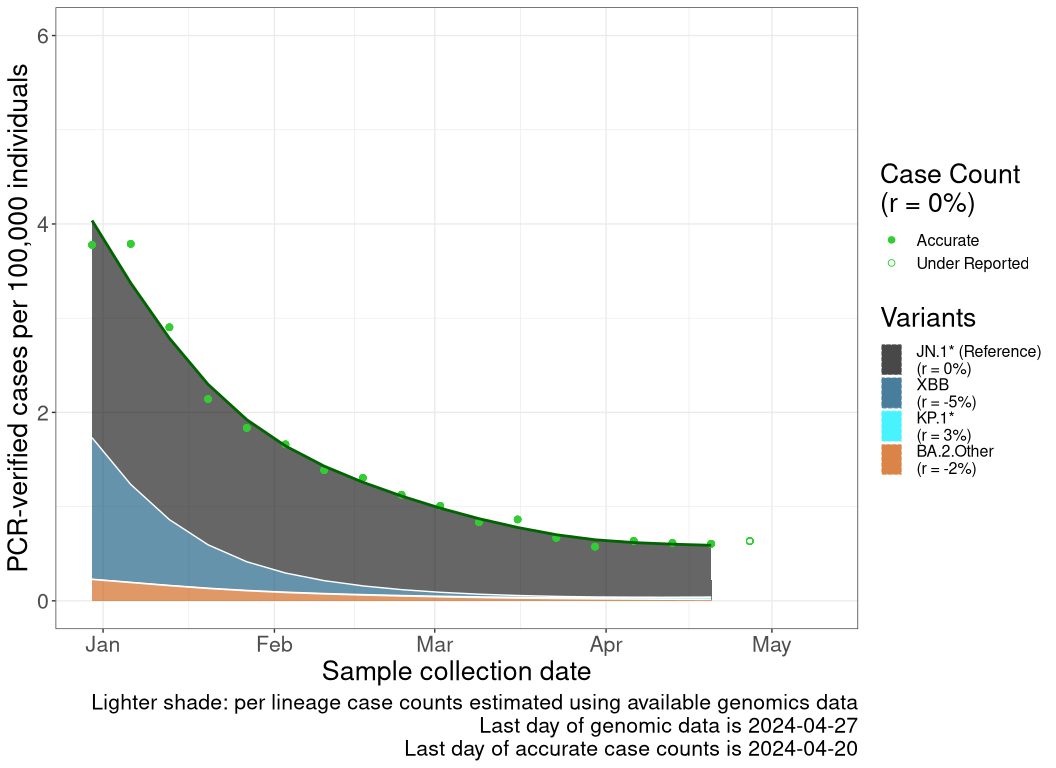 PCR-verified cases per 100,000 individuals
6
4
2
0
Jan Feb Mar Apr May
Sample collection date
Lighter shade: per lineage case counts estimated using available genomics data
Last day of genomic data is 2024-04-27
Last day of accurate case counts is 2024-04-20
Case Count
(r = 0%)
Accurate
Under Reported
Variants
JN.1* (Reference)
(r = 0%)
XBB
(r = -5%)
KP.1*
(r = 3%)
BA.2.Other
(r = -2%)